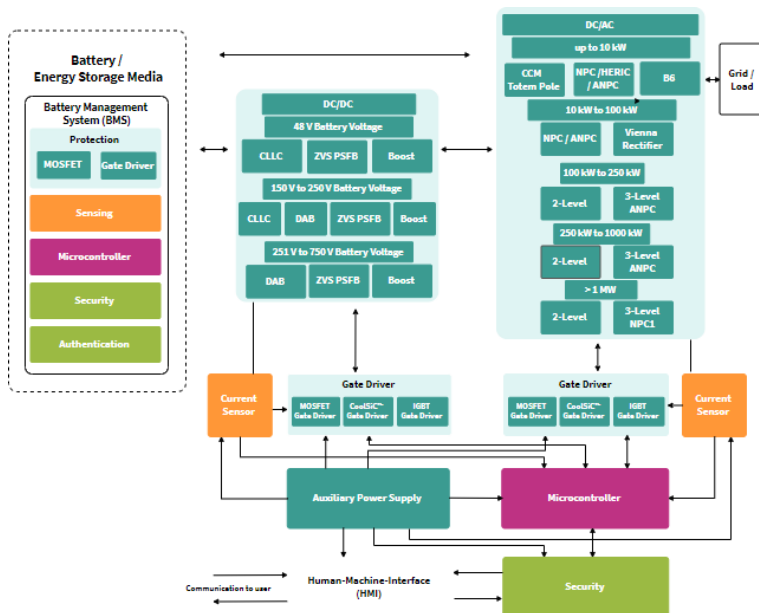 Battery /
Energy Storage Media
Battery Management
System (BMS)
Protection
MOSFET
Gate Driver
Sensing
Microcontroller
Security
Authentication
DC/DC
48 V Battery Voltage
CLLC
ZVS PSFB
Boost
150 V to 250 V Battery Voltage
CLLC
DAB
ZVS PSFB
Boost
251 V to 750 V Battery Voltage
DAB
ZVS PSFB
Boost
DC/AC
up to 10 kW
CCM
Totem Pole
NPC /HERIC
/ ANPC
B6
10 kW to 100 kW
NPC / ANPC
Vienna
Rectifier
100 kW to 250 kW
2-Level
3-Level
ANPC
250 kW to 1000 kW
2-Level
3-Level
ANPC
> 1 MW
2-Level
3-Level
NPC1
Grid /
Load
Current
Sensor
Gate Driver
MOSFET
Gate Driver
CoolSiC™
Gate Driver
IGBT
Gate Driver
Gate Driver
MOSFET
Gate Driver
CoolSiC™
Gate Driver
IGBT
Gate Driver
Current
Sensor
Auxiliary Power Supply
Microcontroller
Communication to user
Human-Machine-Interface
(HMI)
Security